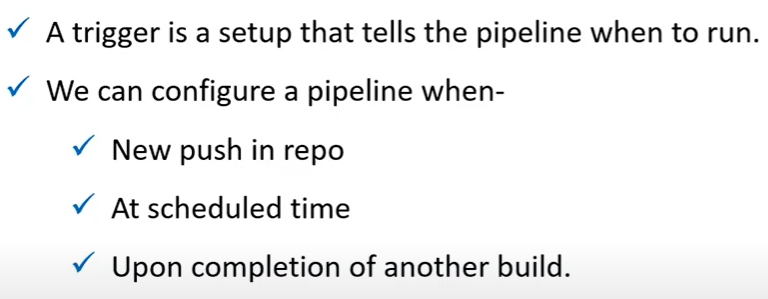 A trigger is a setup that tells the pipeline when to run.
We can configure a pipeline when-
New push in repo
At scheduled time
Upon completion of another build.